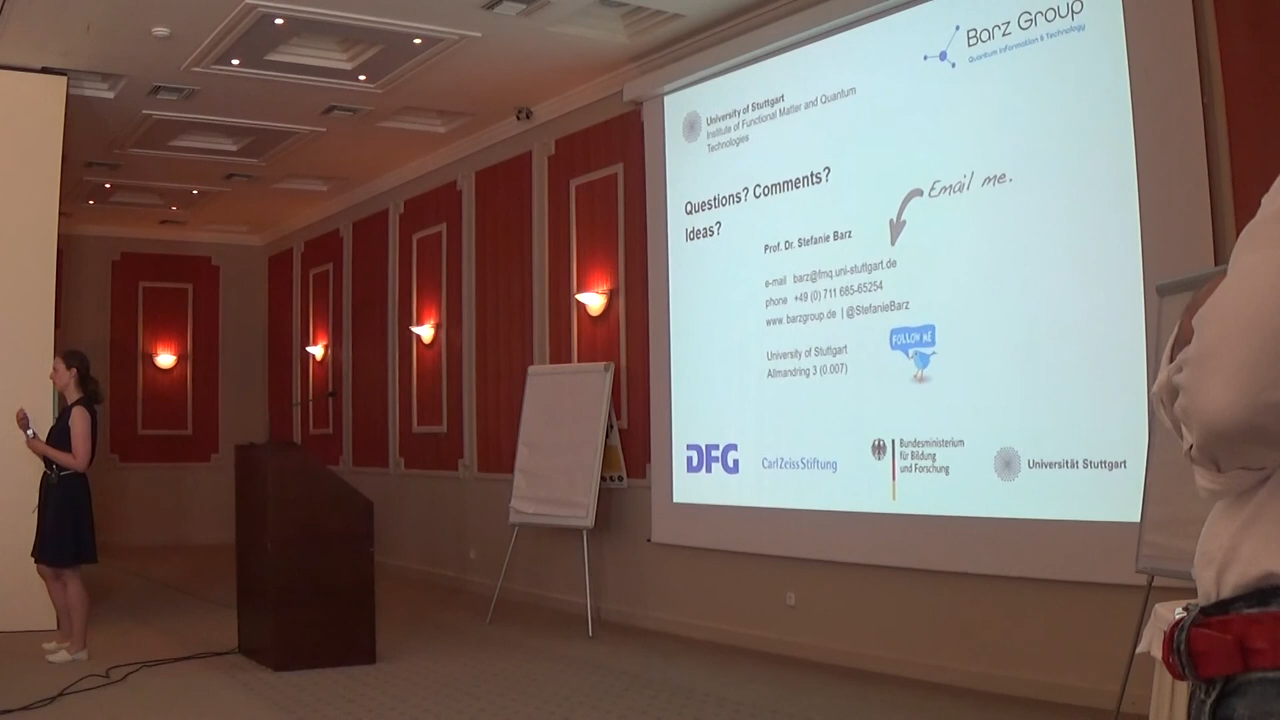 Barz Group
Quantum Information & Technology
University of Stuttgart
Institute of Functional Matter and Quantum
Technologies
Questions? Comments?
Ideas?
Email me.
Prof. Dr. Stefanie Barz
e-mail barz@fmq.uni-stuttgart.de
phone +49 (0) 711 685-65254
www.barzgroup.de | @StefanieBarz
FOLLOW ME
University of Stuttgart
Allmandring 3 (0.007)
DFG
CarlZeissStiftung
Bundesministerium
für Bildung
und Forschung
Universität Stuttgart